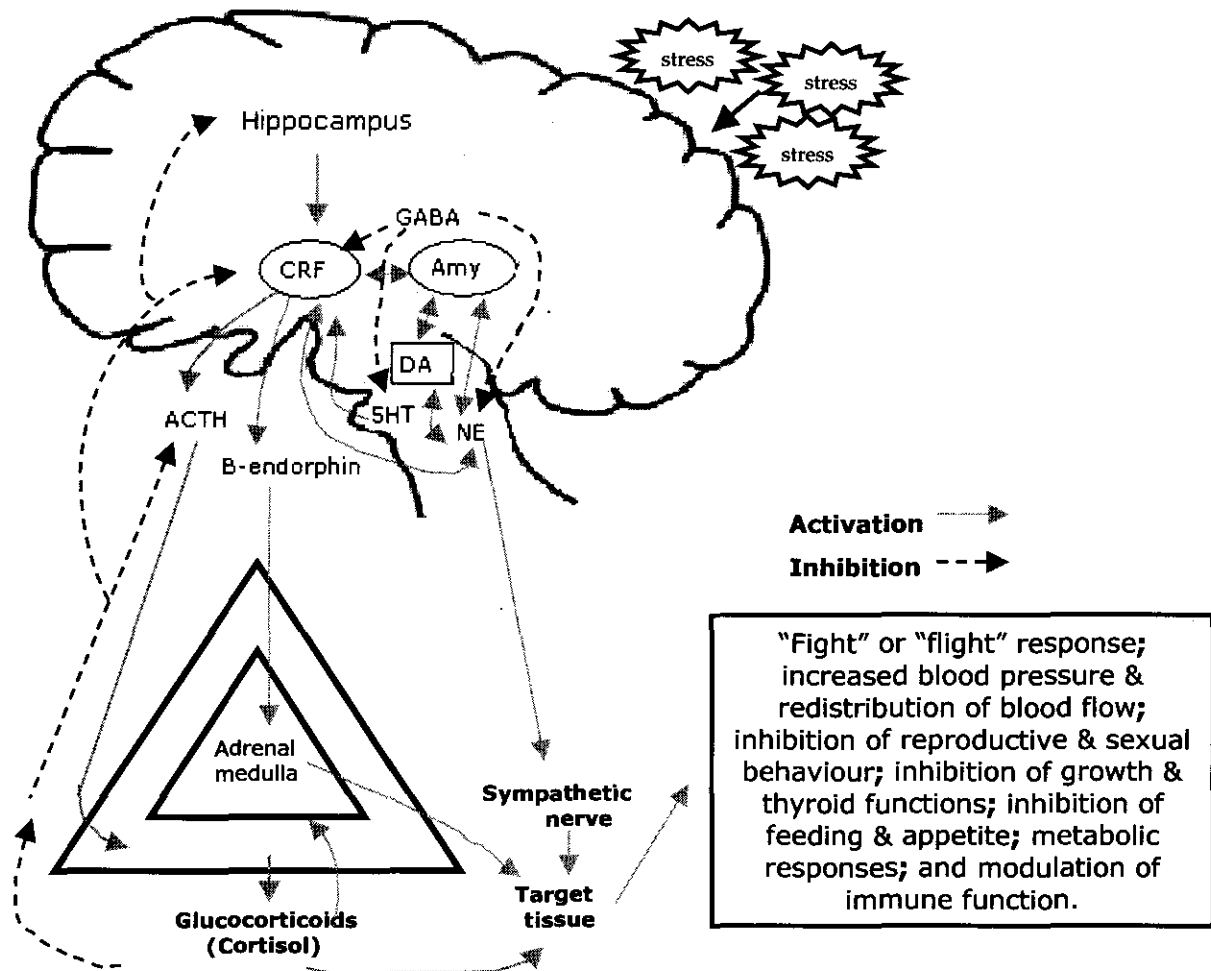 stress
stress
stress
Hippocampus
GABA
CRF
Amy
DA
5HT
NE
ACTH
B-endorphin
Activation
Inhibition
Adrenal
medulla
Sympathetic
nerve
Target
tissue
Glucocorticoids
(Cortisol)
"Fight" or "flight" response;
increased blood pressure &
redistribution of blood flow;
inhibition of reproductive & sexual
behaviour; inhibition of growth &
thyroid functions; inhibition of
feeding & appetite; metabolic
responses; and modulation of
immune function.